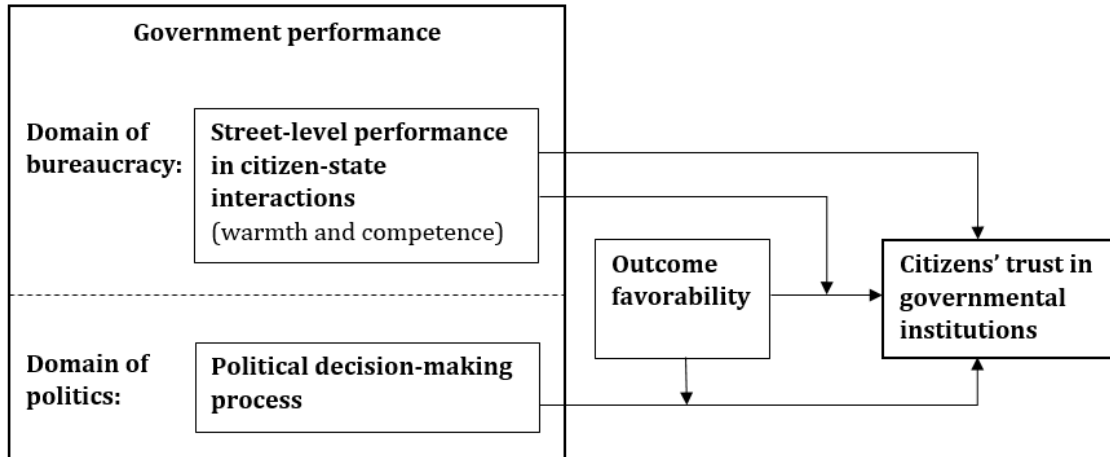 Government performance
Domain of
bureaucracy:
Street-level performance
in citizen-state
interactions
(warmth and competence)
Outcome
favorability
Citizens’ trust in
governmental
institutions
Domain of
politics:
Political decision-making
process